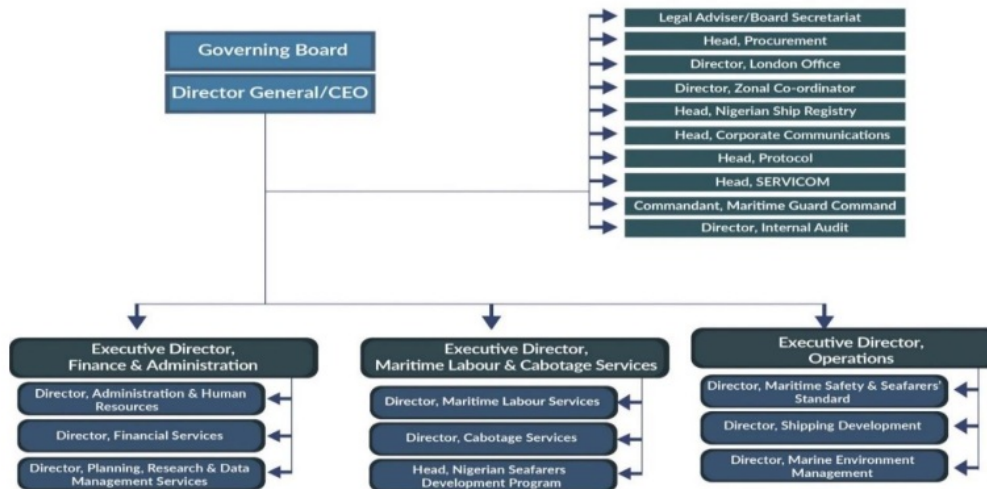 Governing Board
Director General/CEO
Legal Adviser/Board Secretariat
Head, Procurement
Director, London Office
Director, Zonal Co-ordinator
Head, Nigerian Ship Registry
Head, Corporate Communications
Head, Protocol
Head, SERVICOM
Commandant, Maritime Guard Command
Director, Internal Audit
Executive Director,
Finance & Administration
Director, Administration & Human
Resources
Director, Financial Services
Director, Planning, Research & Data
Management Services
Executive Director,
Maritime Labour & Cabotage Services
Director, Maritime Labour Services
Director, Cabotage Services
Head, Nigerian Seafarers
Development Program
Executive Director,
Operations
Director, Maritime Safety & Seafarers'
Standard
Director, Shipping Development
Director, Marine Environment
Management